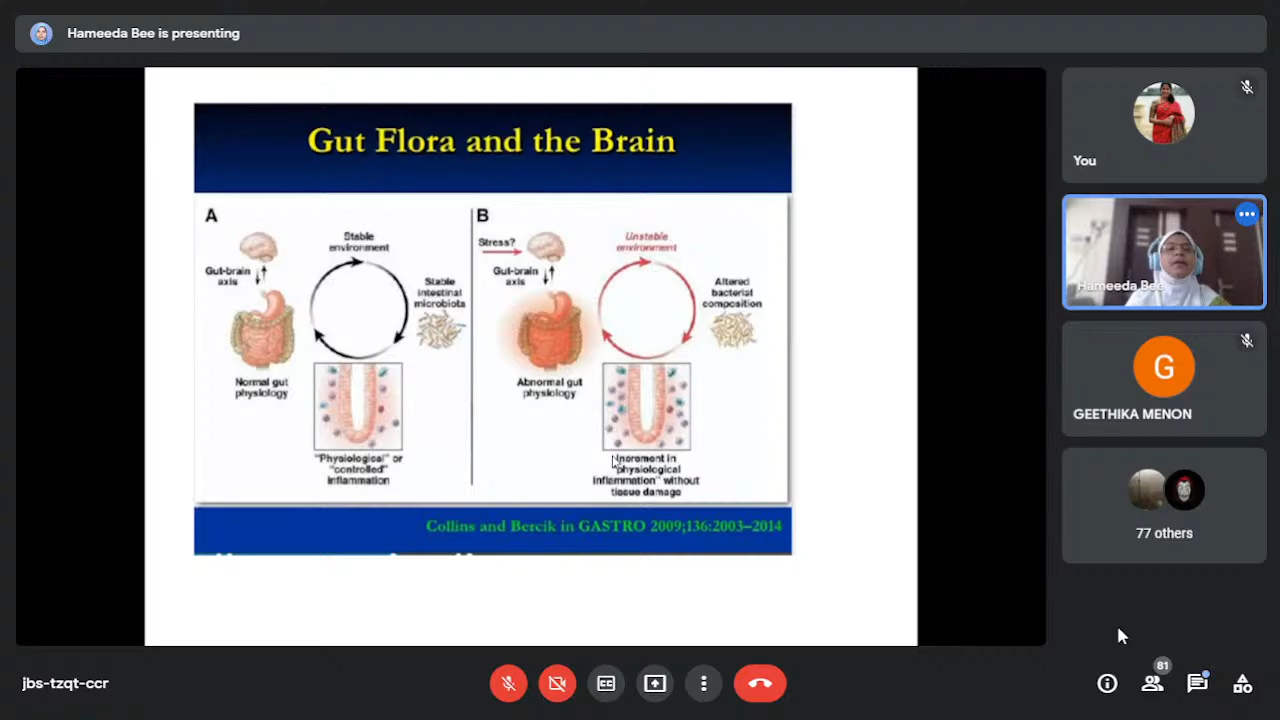 Hameeda Bee is presenting
Gut Flora and the Brain
A
Stable
environment
Gut-brain
axis
Stable
intestinal
microbiota
Normal gut
physiology
"Physiological" or
"controlled"
inflammation
B
Stress?
Unstable
environment
Gut-brain
axis
Altered
bacterial
composition
Abnormal gut
physiology
Increment in
"physiological
inflammation" without
tissue damage
Collins and Bercik in GASTRO 2009;136:2003–2014
You
Hameeda Bee
G
GEETHIKA MENON
77 others
jbs-tzqt-ccr
CC
81